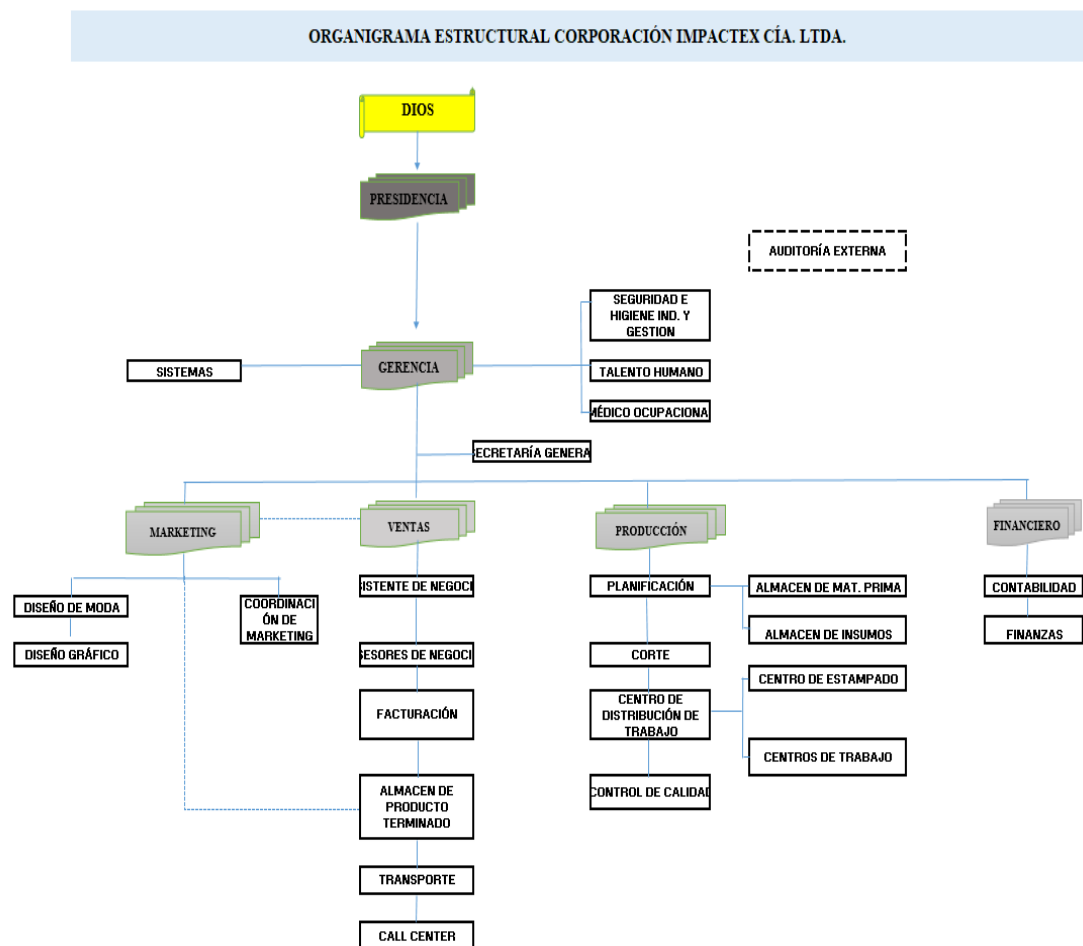 ORGANIGRAMA ESTRUCTURAL CORPORACIÓN IMPACTEX CÍA. LTDA.
DIOS
PRESIDENCIA
AUDITORÍA EXTERNA
SEGURIDAD E
HIGIENE IND. Y
GESTION
SISTEMAS
GERENCIA
TALENTO HUMANO
MÉDICO OCUPACIONA
ECRETARÍA GENERA
MARKETING
VENTAS
PRODUCCIÓN
FINANCIERO
DISEÑO DE MODA
COORDINACI
ÓN DE
MARKETING
DISEÑO GRÁFICO
SISTENTE DE NEGOCI
SESORES DE NEGOCI
FACTURACIÓN
ALMACEN DE
PRODUCTO
TERMINADO
TRANSPORTE
CALL CENTER
PLANIFICACIÓN
ALMACEN DE MAT. PRIMA
ALMACEN DE INSUMOS
CORTE
CENTRO DE
DISTRIBUCIÓN DE
TRABAJO
CENTRO DE ESTAMPADO
CENTROS DE TRABAJO
CONTROL DE CALIDAD
CONTABILIDAD
FINANZAS